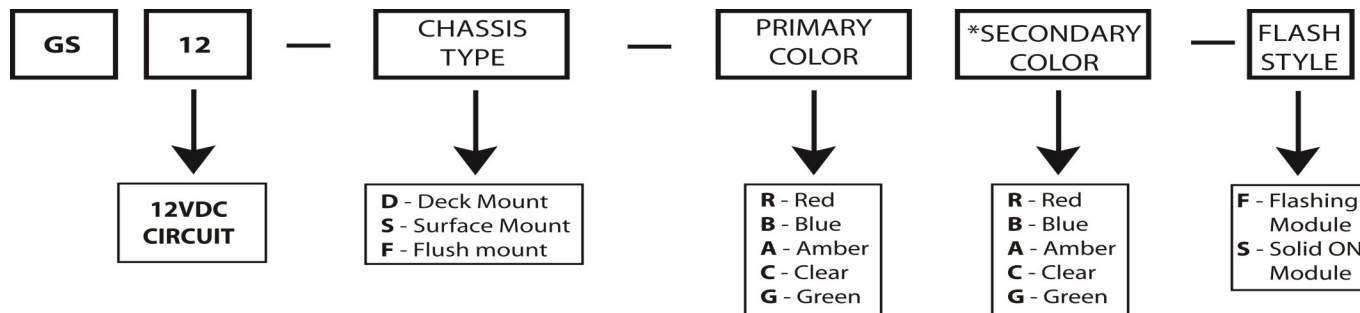 GS
12
—
CHASSIS
TYPE
—
PRIMARY
COLOR
*SECONDARY
COLOR
—
FLASH
STYLE
12VDC
CIRCUIT
D - Deck Mount
S - Surface Mount
F - Flush mount
R - Red
B - Blue
A - Amber
C - Clear
G - Green
R - Red
B - Blue
A - Amber
C - Clear
G - Green
F - Flashing
Module
S - Solid ON
Module